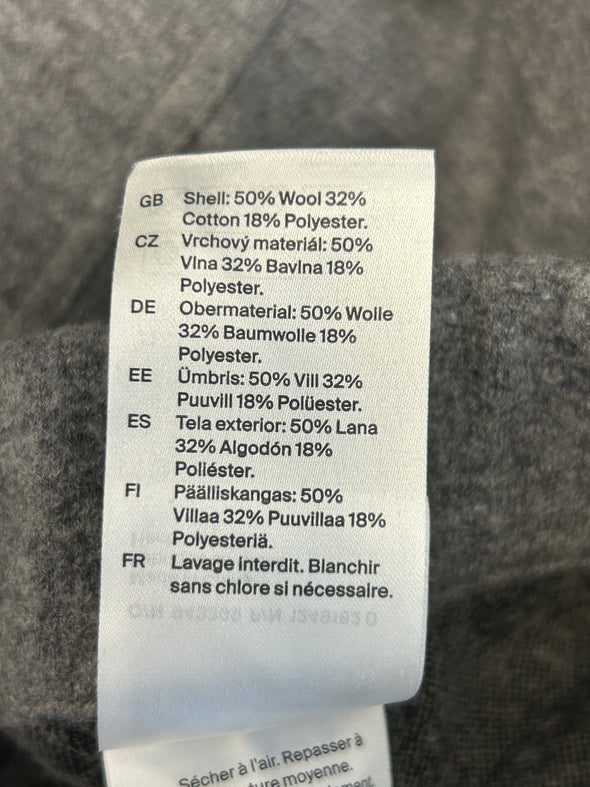 GB Shell: 50% Wool 32%
Cotton 18% Polyester.
CZ Vrchový materiál: 50%
Vlna 32% Bavlna 18%
Polyester.
DE Obermaterial: 50% Wolle
32% Baumwolle 18%
Polyester.
EE Ümbris: 50% Vill 32%
Puuvill 18% Polüester.
ES Tela exterior: 50% Lana
32% Algodón 18%
Poliéster.
FI Päälliskangas: 50%
Villaa 32% Puuvillaa 18%
Polyesteriä.
FR Lavage interdit. Blanchir
sans chlore si nécessaire.
Sécher à l'air. Repasser à
moyenne.